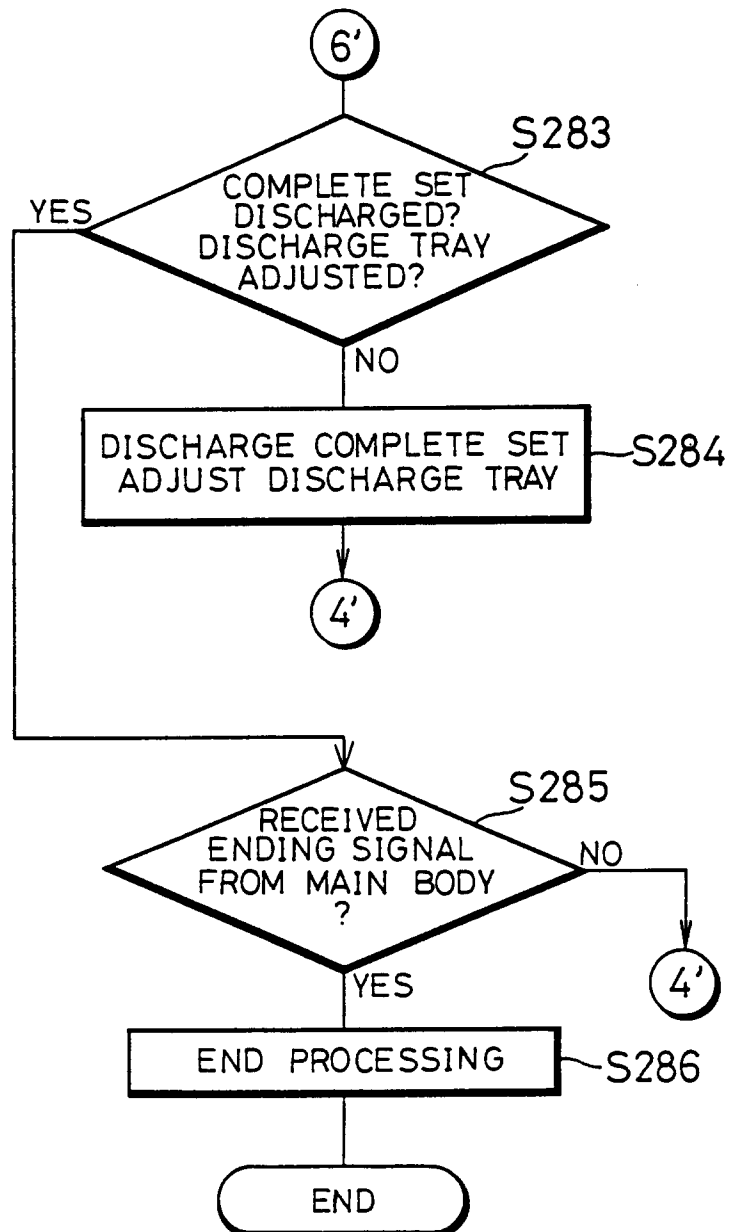 6'
S283
COMPLETE SET
DISCHARGED?
DISCHARGE TRAY
ADJUSTED?
YES
NO
DISCHARGE COMPLETE SET
ADJUST DISCHARGE TRAY
S284
4'
S285
RECEIVED
ENDING SIGNAL
FROM MAIN BODY
?
NO
4'
YES
END PROCESSING
S286
END